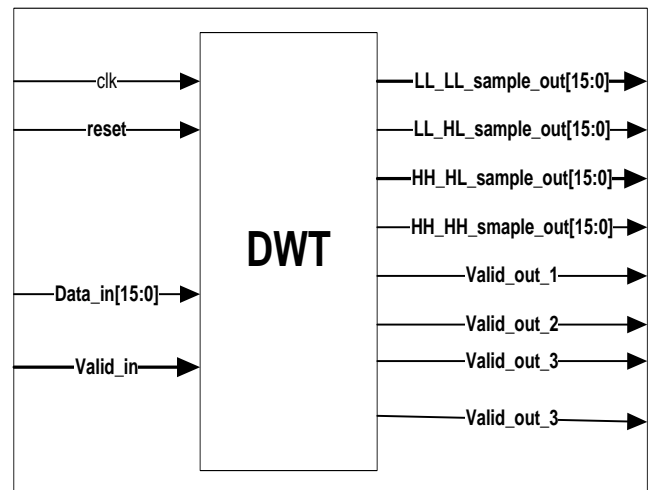 clk
reset
Data_in[15:0]
Valid_in
DWT
LL_LL_sample_out[15:0]
LL_HL_sample_out[15:0]
HH_HL_sample_out[15:0]
HH_HH_smaple_out[15:0]
Valid_out_1
Valid_out_2
Valid_out_3
Valid_out_3